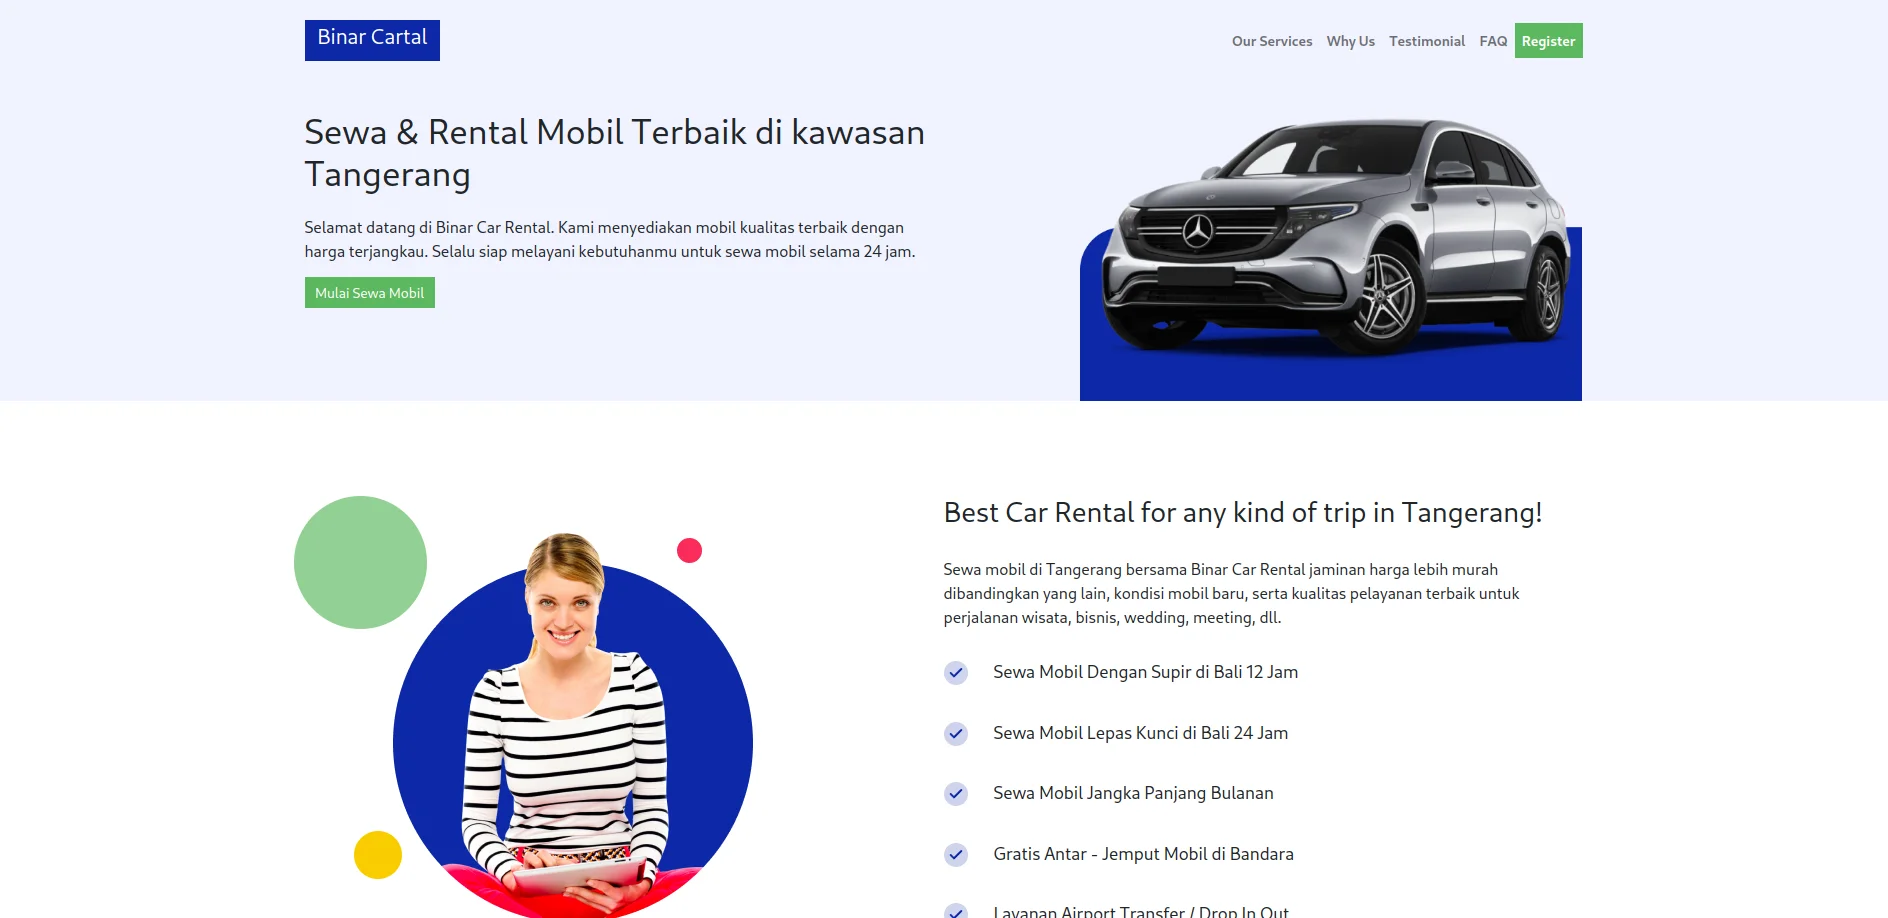 Binar Cartal
Our Services
Why Us
Testimonial
FAQ
Register
Sewa & Rental Mobil Terbaik di kawasan
Tangerang
Selamat datang di Binar Car Rental. Kami menyediakan mobil kualitas terbaik dengan
harga terjangkau. Selalu siap melayani kebutuhanmu untuk sewa mobil selama 24 jam.
Mulai Sewa Mobil
Best Car Rental for any kind of trip in Tangerang!
Sewa mobil di Tangerang bersama Binar Car Rental jaminan harga lebih murah
dibandingkan yang lain, kondisi mobil baru, serta kualitas pelayanan terbaik untuk
perjalanan wisata, bisnis, wedding, meeting, dll.
Sewa Mobil Dengan Supir di Bali 12 Jam
Sewa Mobil Lepas Kunci di Bali 24 Jam
Sewa Mobil Jangka Panjang Bulanan
Gratis Antar - Jemput Mobil di Bandara
Layanan Airport Transfer / Drop In Out